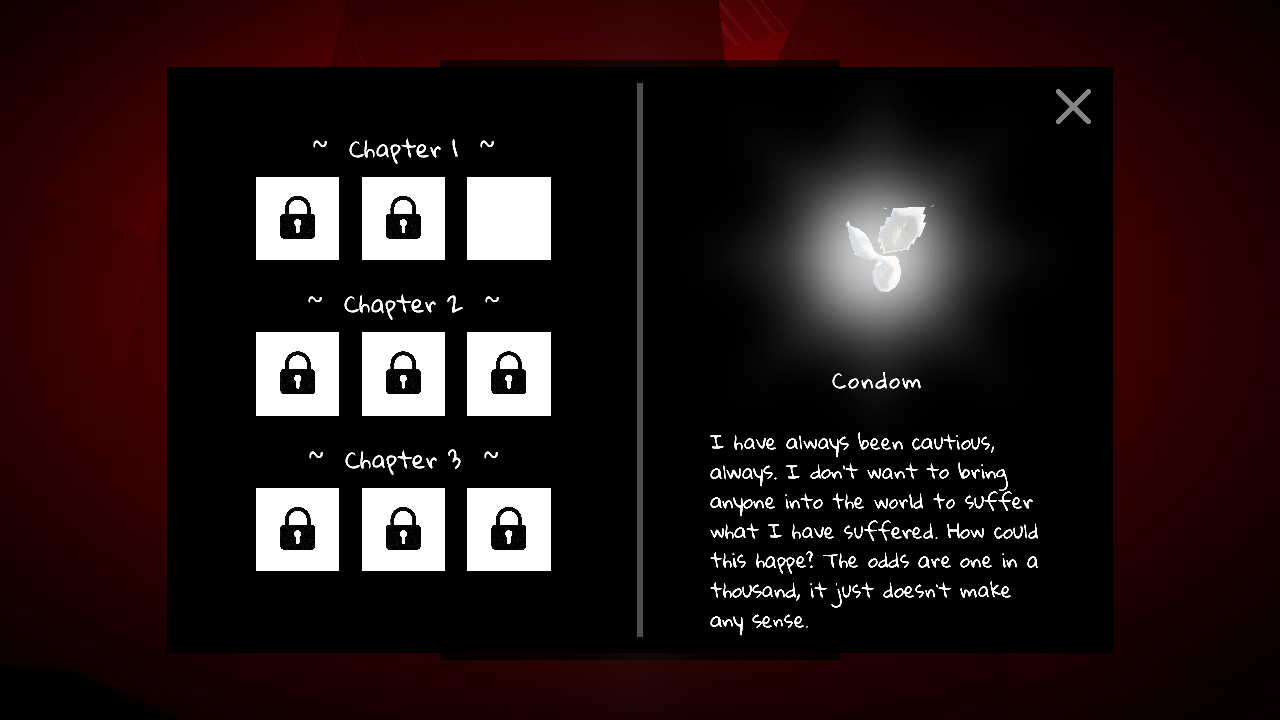 ~ Chapter 1 ~
~ Chapter 2 ~
~ Chapter 3 ~
Condom
I have always been cautious,
always. I don't want to bring
anyone into the world to suffer
what I have suffered. How could
this happe? The odds are one in a
thousand, it just doesn't make
any sense.